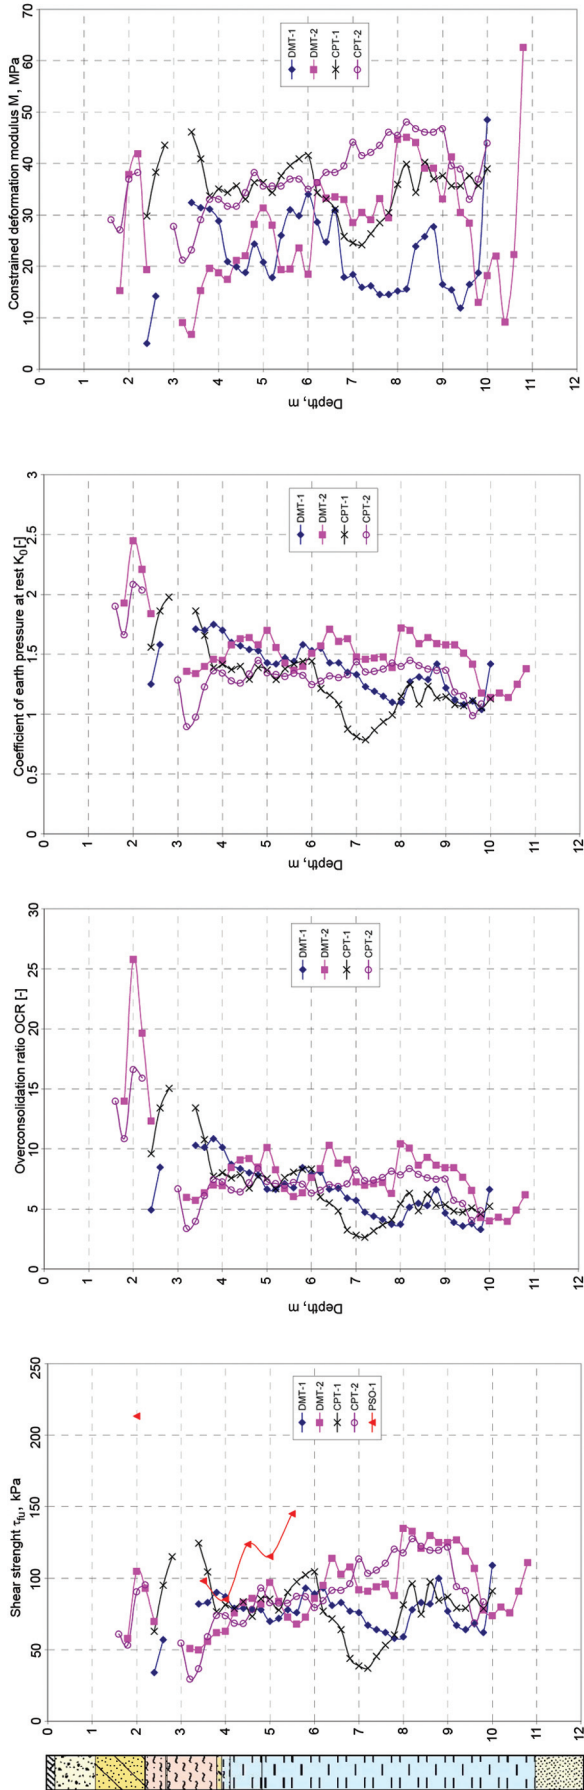 Shear strenght τfu, kPa
0 50 100 150 200 250
0
1
2
3
4
5
6
7
8
9
10
11
12
DMT-1
DMT-2
CPT-1
CPT-2
PSO-1
Overconsolidation ratio OCR [-]
0 5 10 15 20 25 30
0
1
2
3
4
5
6
7
8
9
10
11
12
Depth, m
DMT-1
DMT-2
CPT-1
CPT-2
Coefficient of earth pressure at rest K0[-]
0 0.5 1 1.5 2 2.5 3
0
1
2
3
4
5
6
7
8
9
10
11
12
Depth, m
DMT-1
DMT-2
CPT-1
CPT-2
Constrained deformation modulus M, MPa
0 10 20 30 40 50 60 70
0
1
2
3
4
5
6
7
8
9
10
11
12
Depth, m
DMT-1
DMT-2
CPT-1
CPT-2